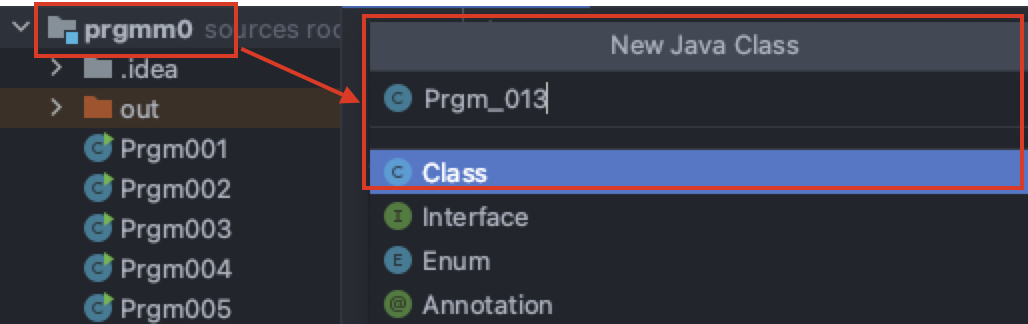 prgmm0 sources roo
.idea
out
Prgm001
Prgm002
Prgm003
Prgm004
Prgm005
New Java Class
Prgm_013
Class
Interface
Enum
Annotation